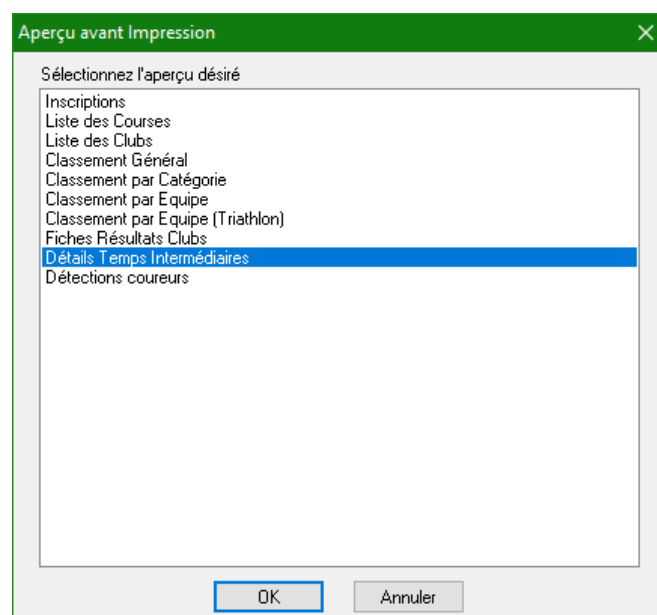 Aperçu avant Impression
Sélectionnez l'aperçu désiré
Inscriptions
Liste des Courses
Liste des Clubs
Classement Général
Classement par Catégorie
Classement par Equipe
Classement par Equipe (Triathlon)
Fiches Résultats Clubs
Détails Temps Intermédiaires
Détections coureurs
OK Annuler